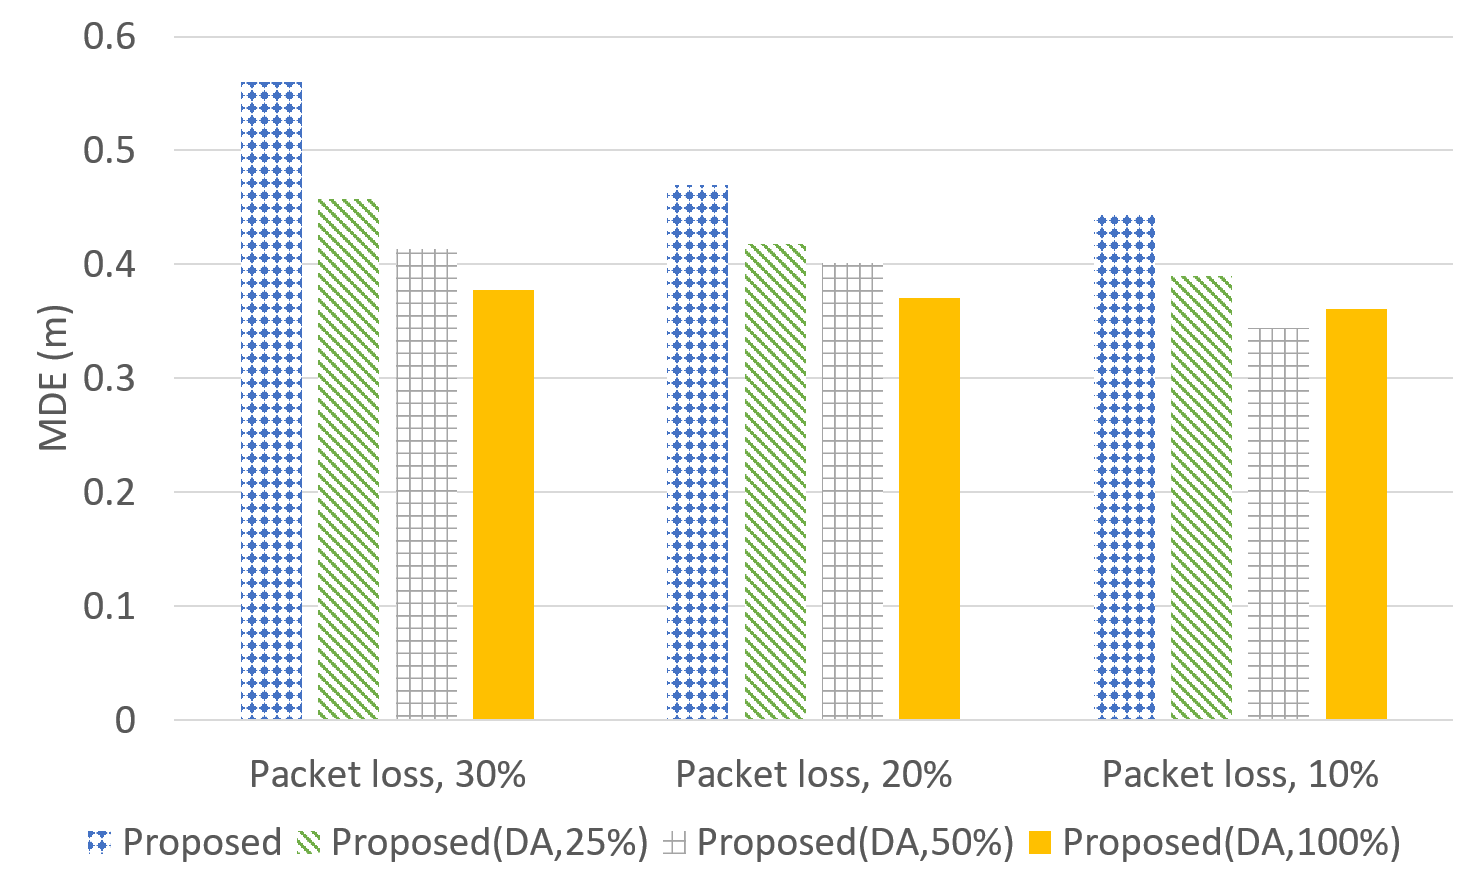 0.6
0.5
0.4
0.3
0.2
0.1
0
MDE (m)
Packet loss, 30% Packet loss, 20% Packet loss, 10%
Proposed Proposed(DA,25%) Proposed(DA,50%) Proposed(DA,100%)